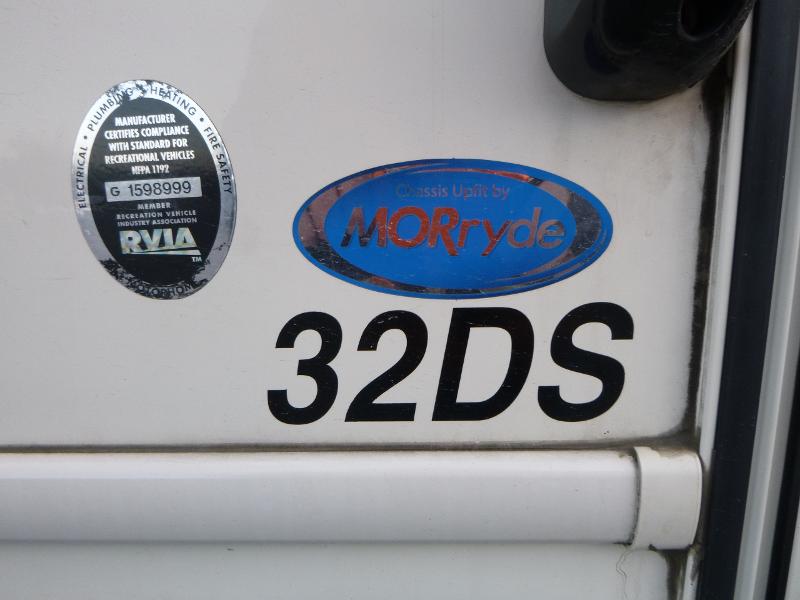 ELECTRICAL • PLUMBING • HEATING • FIRE SAFETY
MANUFACTURER
CERTIFIES COMPLIANCE
WITH STANDARD FOR
RECREATIONAL VEHICLES
NFPA 1192
G 1598999
MEMBER
RECREATION VEHICLE
INDUSTRY ASSOCIATION
RVIA
TM
Chassis Upfit by
MORryde
32DS